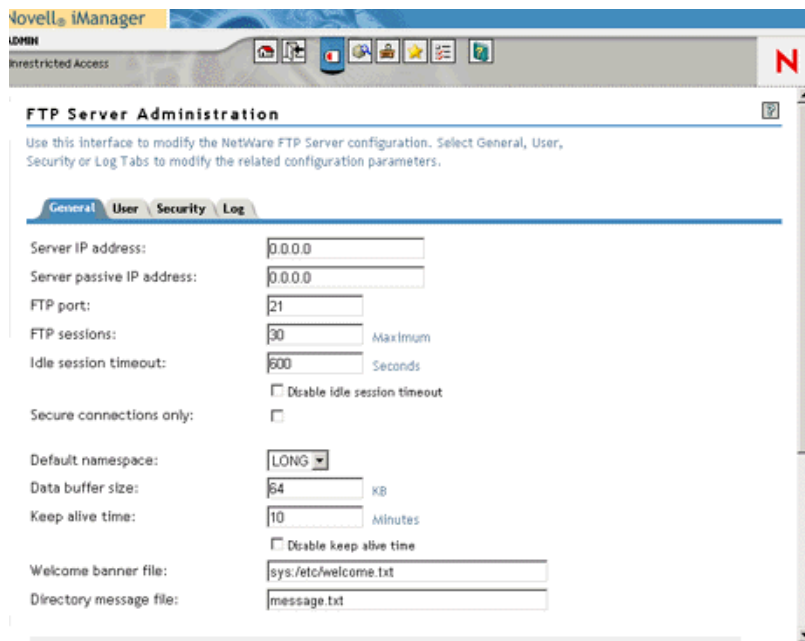 Novell® iManager
ADMIN
Unrestricted Access
N
FTP Server Administration
?
Use this interface to modify the NetWare FTP Server configuration. Select General, User,
Security or Log Tabs to modify the related configuration parameters.
General User Security Log
Server IP address: 0.0.0.0
Server passive IP address: 0.0.0.0
FTP port: 21
FTP sessions: 30 Maximum
Idle session timeout: 600 Seconds
Disable idle session timeout
Secure connections only:
Default namespace: LONG
Data buffer size: 64 KB
Keep alive time: 10 Minutes
Disable keep alive time
Welcome banner file: sys:/etc/welcome.txt
Directory message file: message.txt